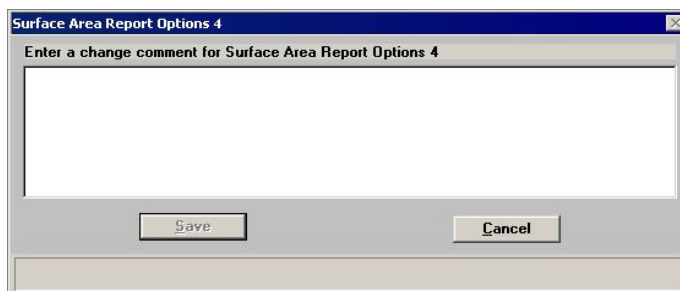 Surface Area Report Options 4
Enter a change comment for Surface Area Report Options 4
Save
Cancel